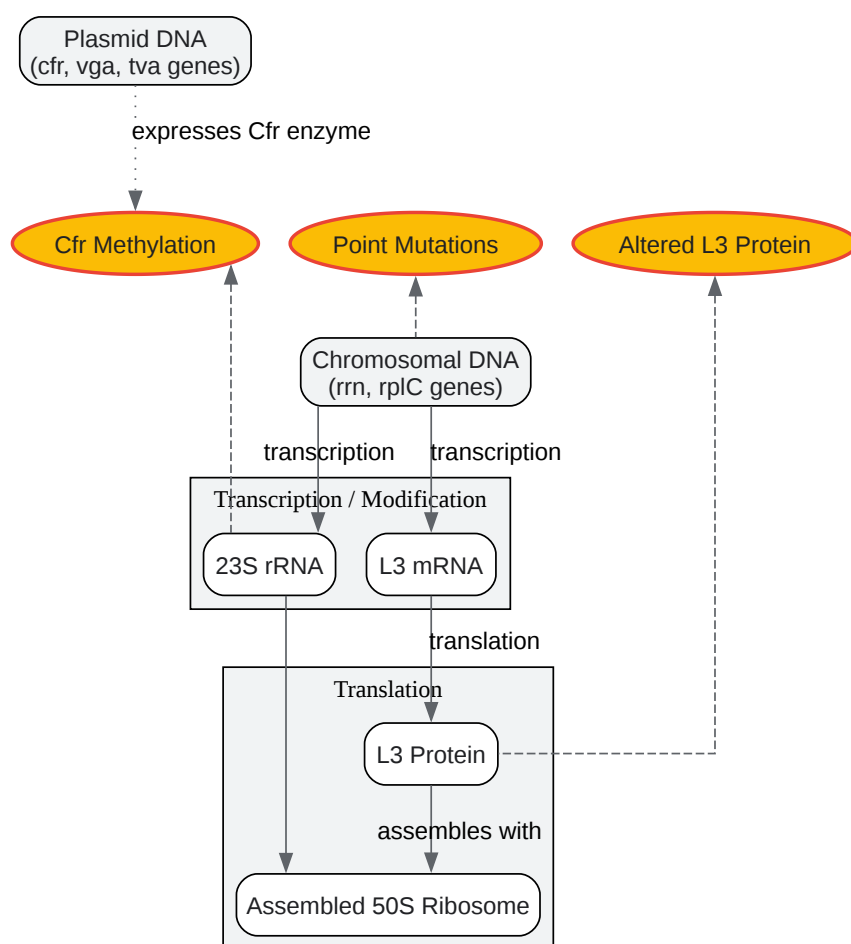 Plasmid DNA
(cfr, vga, tva genes)
expresses Cfr enzyme
Cfr Methylation
Point Mutations
Altered L3 Protein
Chromosomal DNA
(rrn, rplC genes)
transcription
transcription
Transcription / Modification
23S rRNA
L3 mRNA
translation
Translation
L3 Protein
assembles with
Assembled 50S Ribosome